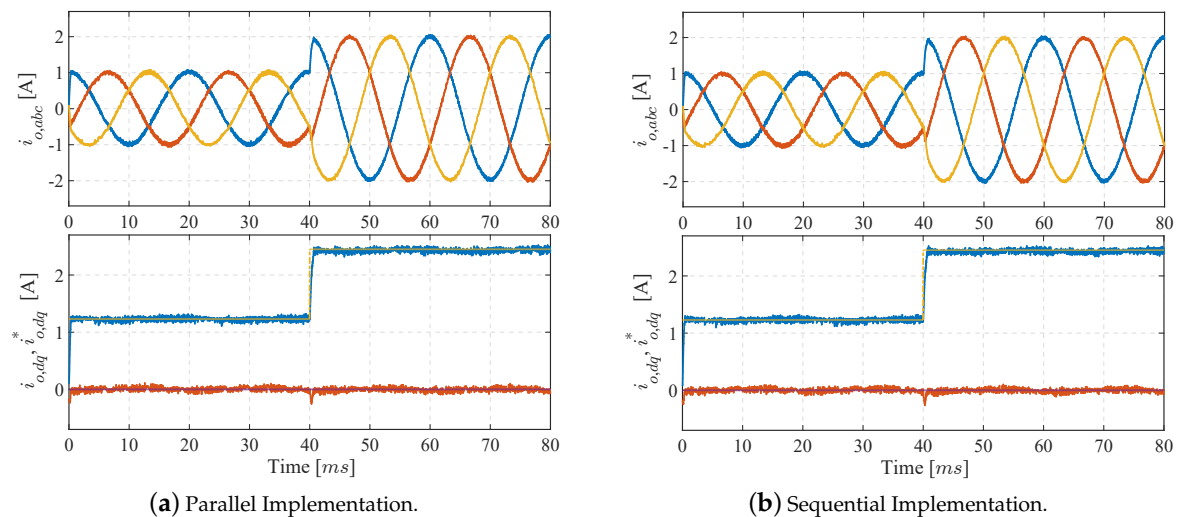 i_{o,abc} [A]
2
1
0
-1
-2
0 10 20 30 40 50 60 70 80
i_{o,dq}, i^*_{o,dq} [A]
2
1
0
0 10 20 30 40 50 60 70 80
Time [ms]
(a) Parallel Implementation.
i_{o,abc} [A]
2
1
0
-1
-2
0 10 20 30 40 50 60 70 80
i_{o,dq}, i^*_{o,dq} [A]
2
1
0
0 10 20 30 40 50 60 70 80
Time [ms]
(b) Sequential Implementation.